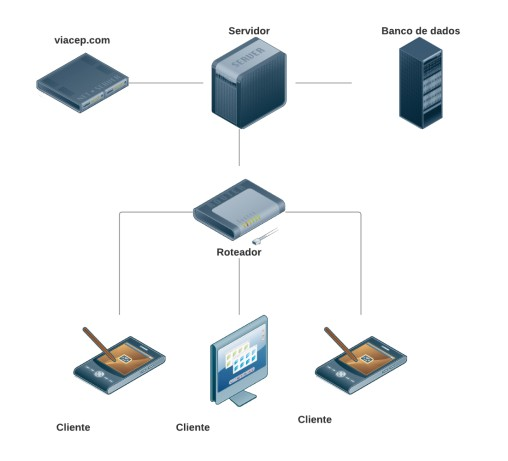 Servidor
Banco de dados
viacep.com
SERVER
Roteador
Cliente
Cliente
Cliente